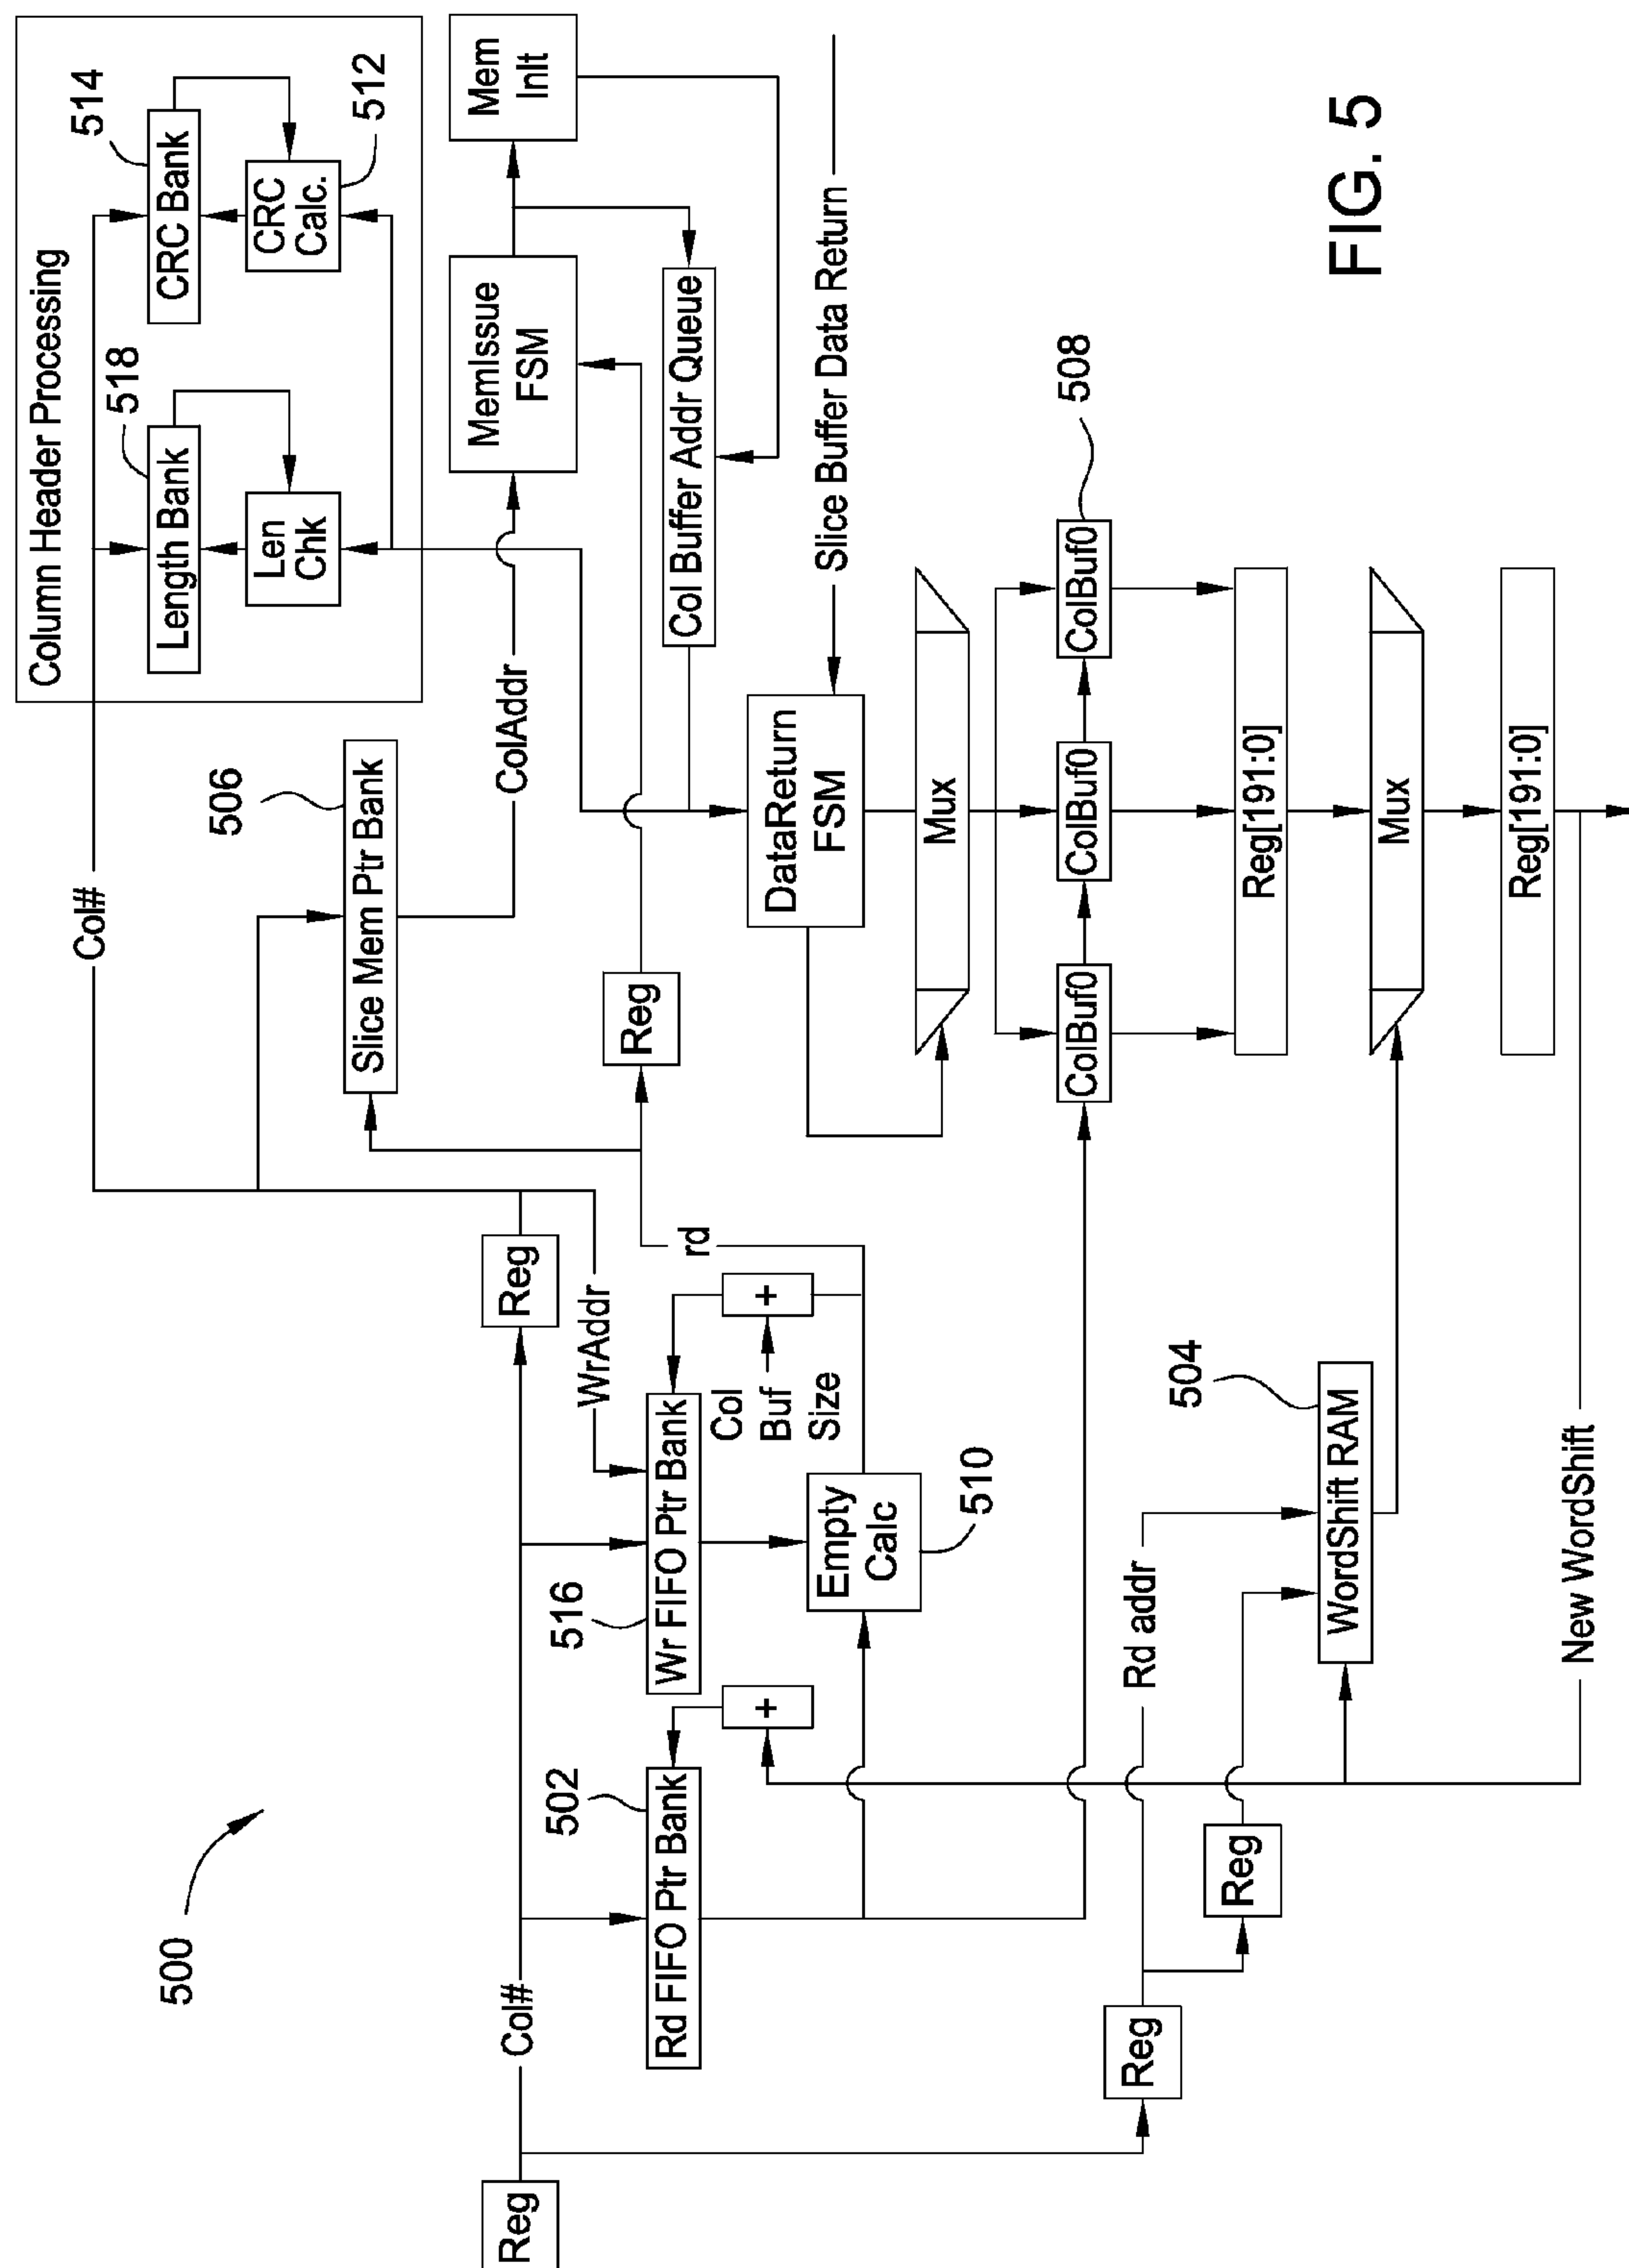 500
Column Header Processing
518
514
Length Bank
CRC Bank
Len
Chk
CRC
Calc.
512
Col#
506
Slice Mem Ptr Bank
ColAddr
MemIssue
FSM
Mem
InIt
Reg
Col#
Reg
WrAddr
502
516
Rd FIFO Ptr Bank
Wr FIFO Ptr Bank
+
+
Col
Buf
Size
rd
Reg
Col Buffer Addr Queue
Empty
Calc
510
DataReturn
FSM
Slice Buffer Data Return
Mux
ColBuf0
ColBuf0
ColBuf0
508
Reg
Rd addr
Reg
504
WordShift RAM
Reg[191:0]
Mux
Reg[191:0]
New WordShift
FIG. 5